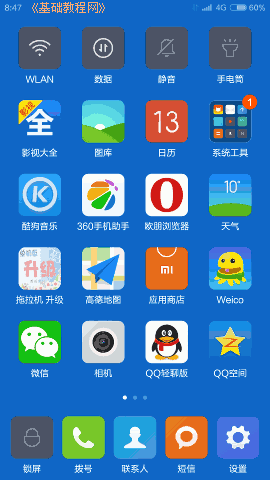 8:47 《基础教程网》 4G 60%
WLAN 数据 静音 手电筒
影视 全 13 1
影视大全 图库 日历 系统工具
K 10°
酷狗音乐 360手机助手 欧朋浏览器 天气
升级 mi
拖拉机 升级 高德地图 应用商店 Weico
微信 相机 QQ轻聊版 QQ空间
锁屏 拨号 联系人 短信 设置